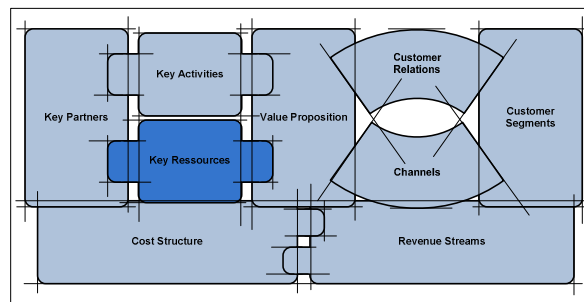 Key Partners
Key Activities
Key Ressources
Value Proposition
Customer
Relations
Channels
Customer
Segments
Cost Structure
Revenue Streams